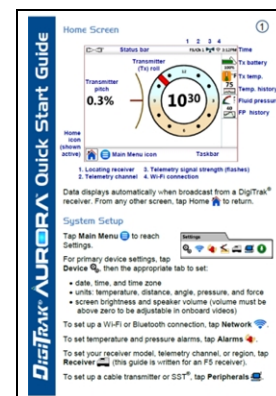 DIGITRAK® AURORA® Quick Start Guide
Home Screen
1
1 2 3 4
Status bar
Time
Transmitter
(Tx) roll
Tx battery
Tx temp.
Transmitter
pitch
75
Temp. history
0.3%
10³⁰
Fluid pressure
FP history
Home
icon
(shown
active)
Main Menu icon
Taskbar
1. Locating receiver 3. Telemetry signal strength (flashes)
2. Telemetry channel 4. Wi-Fi connection
Data displays automatically when broadcast from a DigiTrak®
receiver. From any other screen, tap Home to return.
System Setup
Tap Main Menu to reach
Settings.
Settings
For primary device settings, tap
Device , then the appropriate tab to set:
• date, time, and time zone
• units: temperature, distance, angle, pressure, and force
• screen brightness and speaker volume (volume must be
above zero to be adjustable in onboard videos)
To set up a Wi-Fi or Bluetooth connection, tap Network .
To set temperature and pressure alarms, tap Alarms .
To set your receiver model, telemetry channel, or region, tap
Receiver (this guide is written for an F5 receiver).
To set up a cable transmitter or SST®, tap Peripherals .